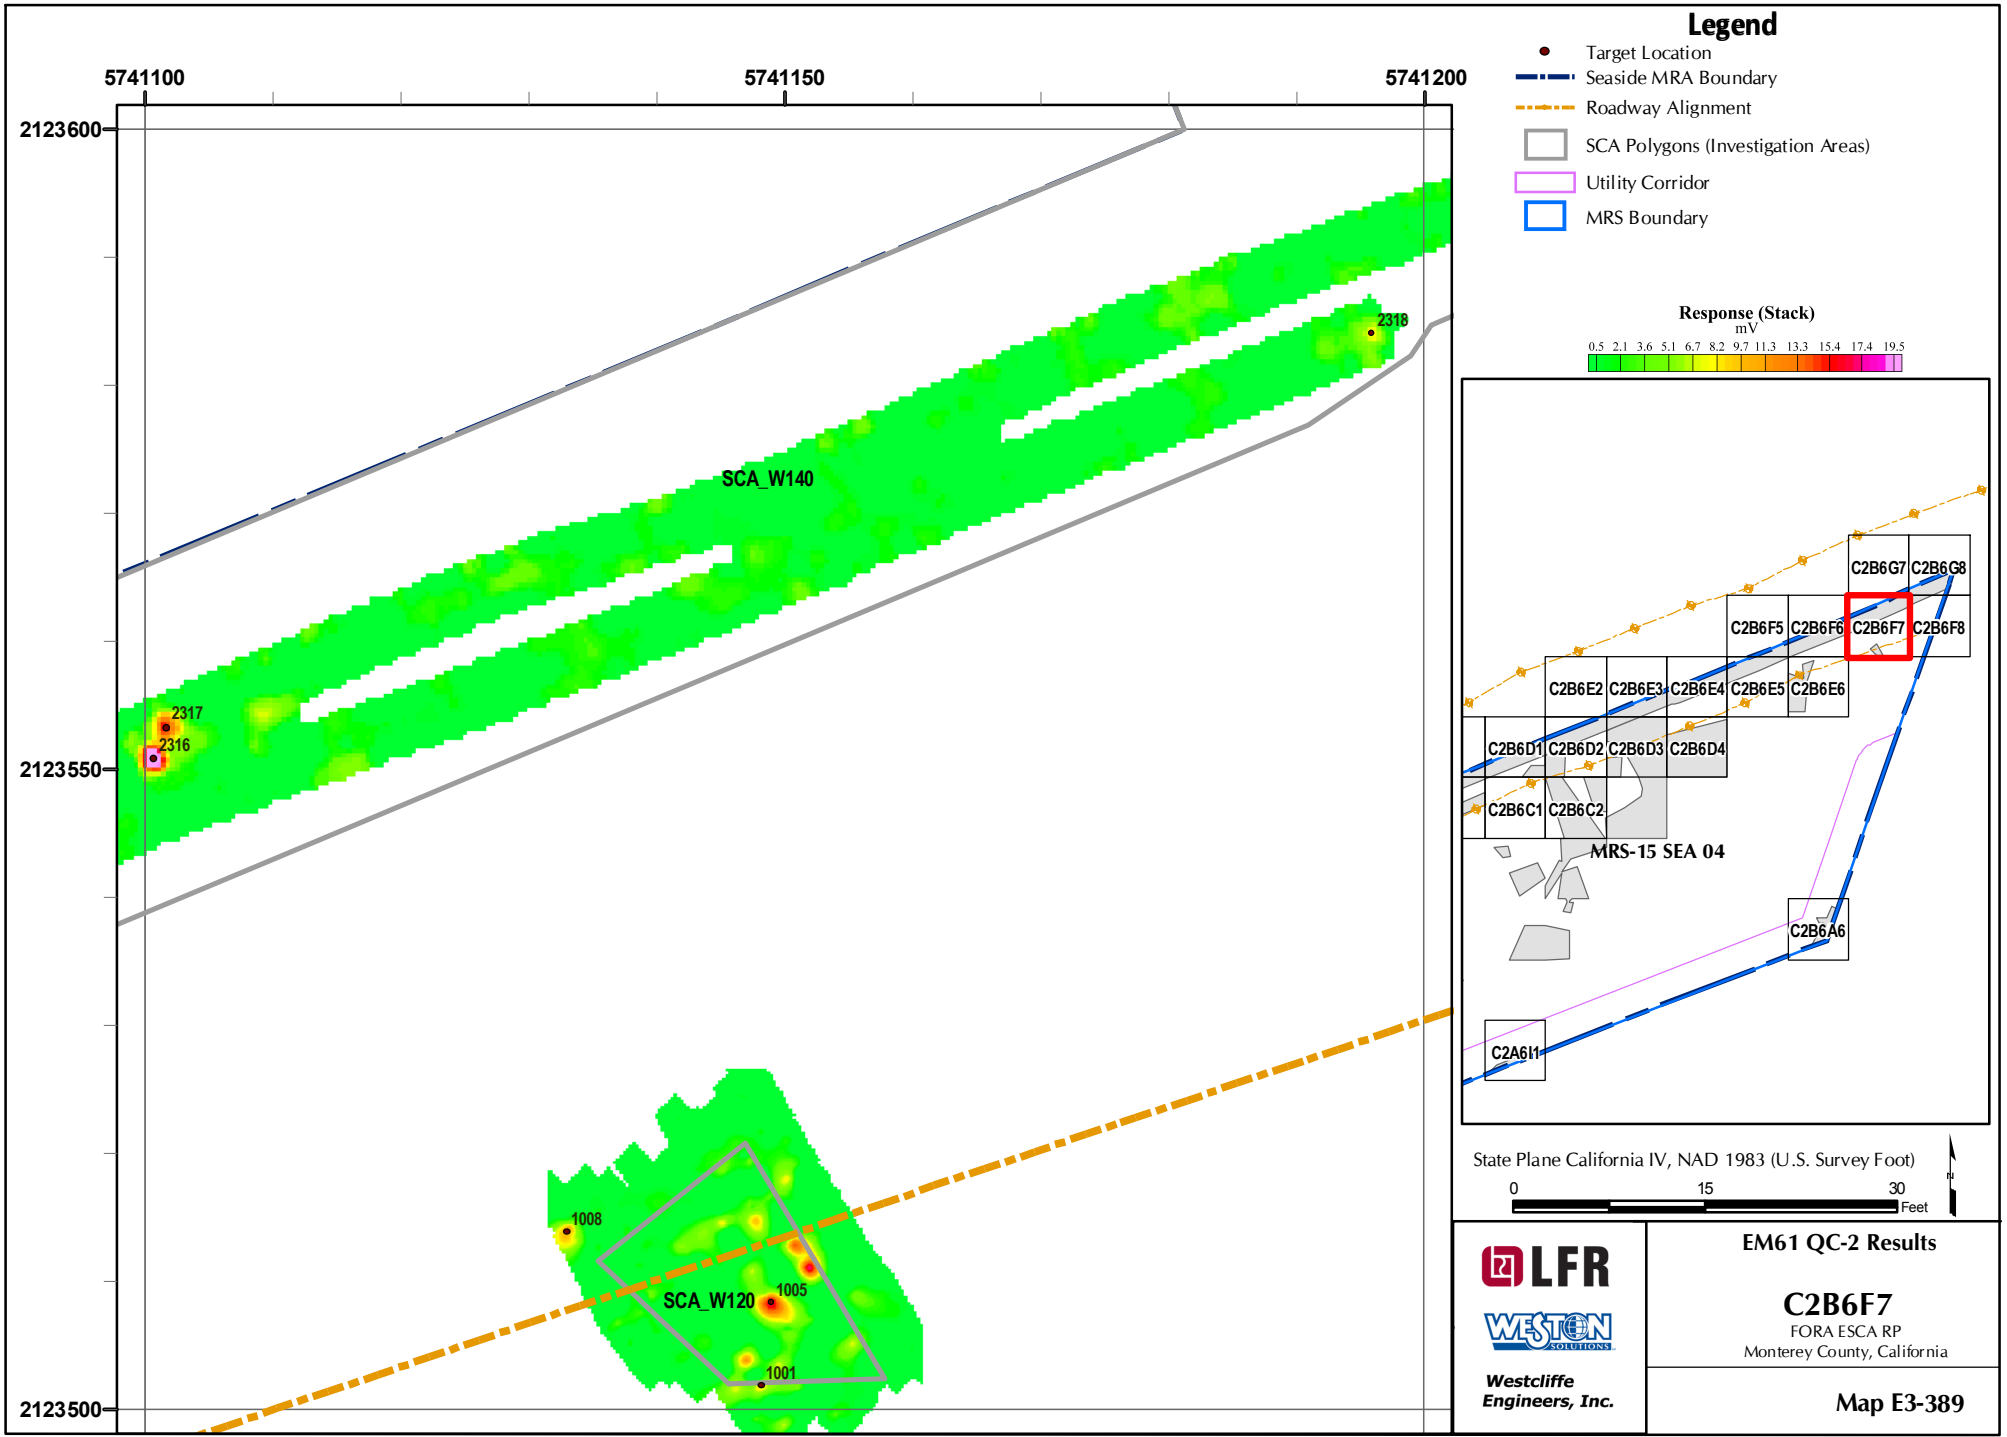 Legend
Target Location
Seaside MRA Boundary
Roadway Alignment
SCA Polygons (Investigation Areas)
Utility Corridor
MRS Boundary
Response (Stack)
mV
0.5 2.1 3.6 5.1 6.7 8.2 9.7 11.3 13.3 15.4 17.4 19.5
5741100 5741150 5741200
2123600
2123550
2123500
2318
SCA_W140
2317
2316
1008
1005
SCA_W120
1001
C2B6G7 C2B6G8
C2B6F5 C2B6F6 C2B6F7 C2B6F8
C2B6E2 C2B6E3 C2B6E4 C2B6E5 C2B6E6
C2B6D1 C2B6D2 C2B6D3 C2B6D4
C2B6C1 C2B6C2
MRS-15 SEA 04
C2B6A6
C2A6I1
State Plane California IV, NAD 1983 (U.S. Survey Foot)
N
0 15 30
Feet
LFR
WESTON
SOLUTIONS
Westcliffe
Engineers, Inc.
EM61 QC-2 Results
C2B6F7
FORA ESCA RP
Monterey County, California
Map E3-389